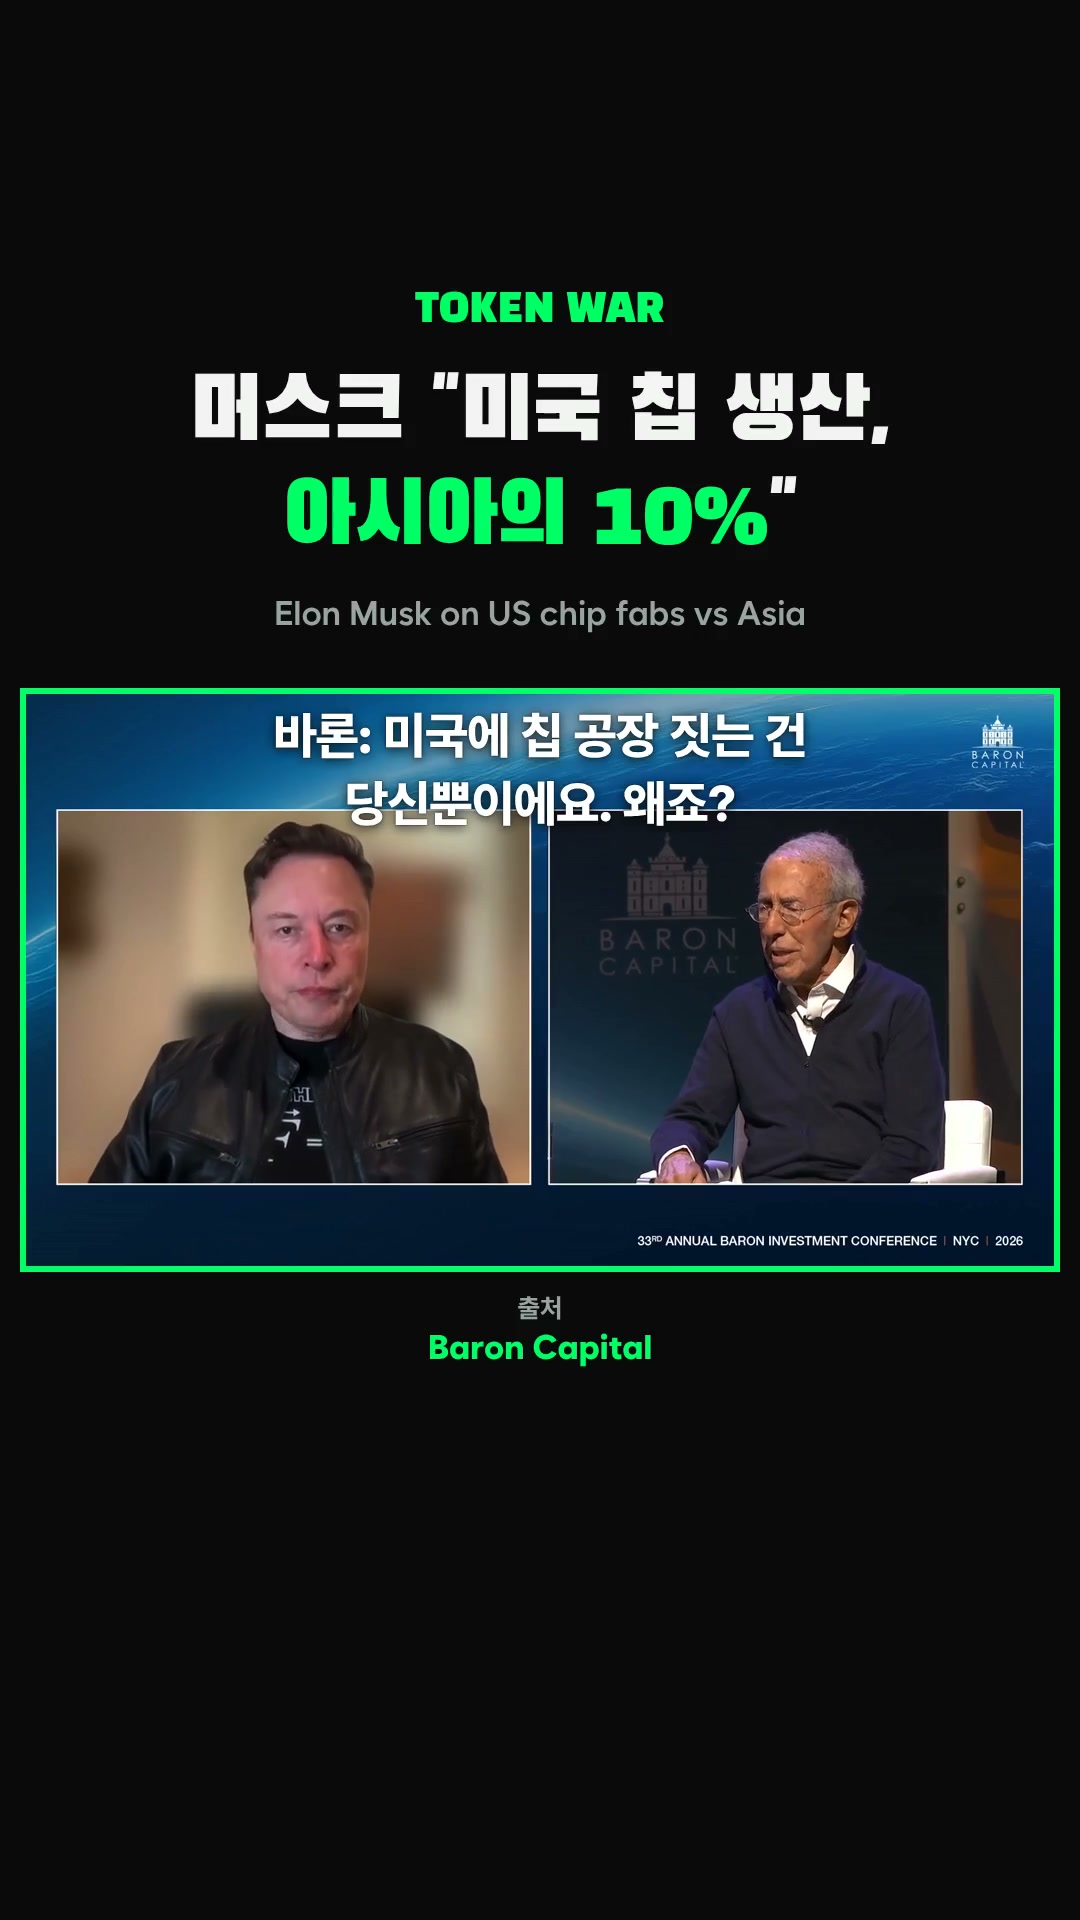 TOKEN WAR
머스크 "미국 칩 생산,
아시아의 10%"
Elon Musk on US chip fabs vs Asia
바론: 미국에 칩 공장 짓는 건
당신뿐이에요. 왜죠?
BARON
CAPITAL
BARON
CAPITAL
33RD ANNUAL BARON INVESTMENT CONFERENCE | NYC | 2026
출처
Baron Capital